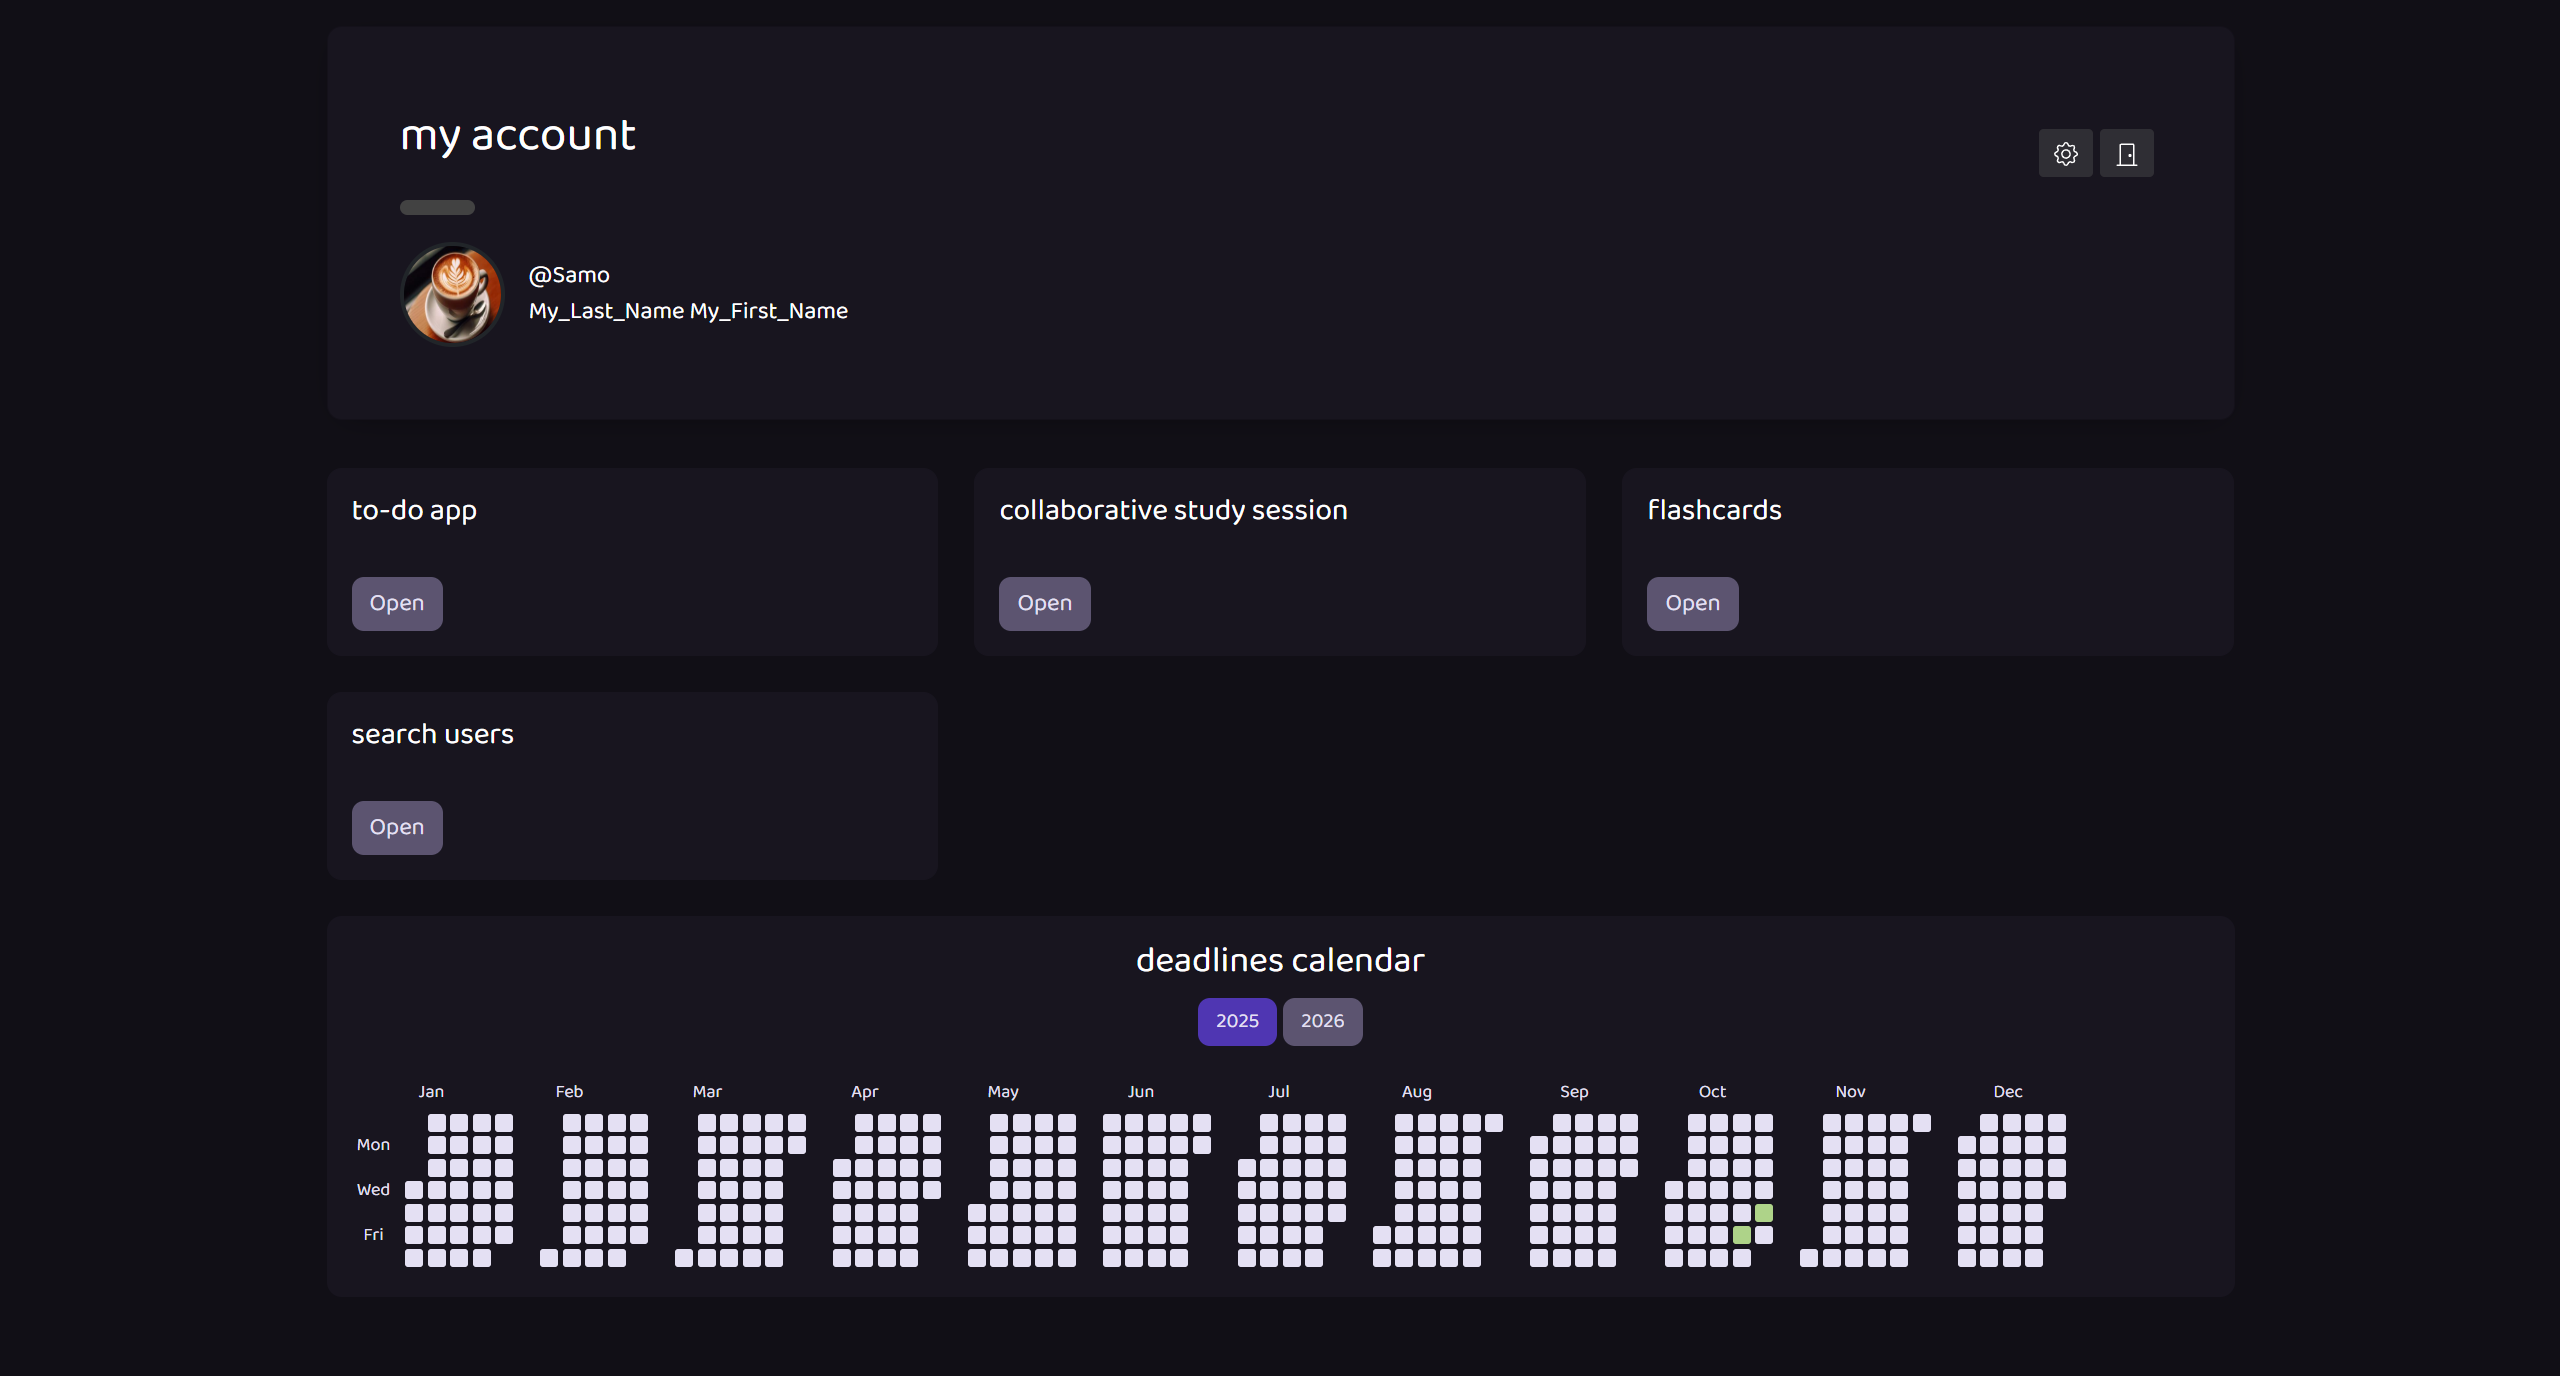 my account
@Samo
My_Last_Name My_First_Name
to-do app
Open
collaborative study session
Open
flashcards
Open
search users
Open
deadlines calendar
2025 2026
Jan Feb Mar Apr May Jun Jul Aug Sep Oct Nov Dec
Mon
Wed
Fri